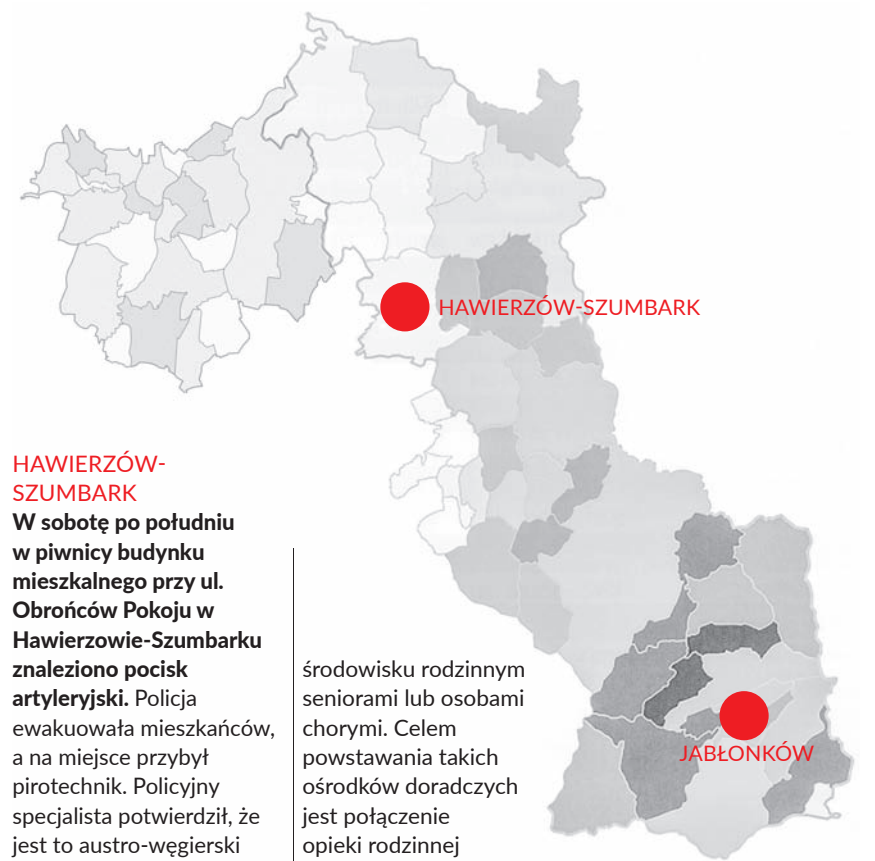 HAWIERZÓW-SZUMBARK
JABŁONKÓW
HAWIERZÓW-
SZUMBARK
W sobotę po południu
w piwnicy budynku
mieszkalnego przy ul.
Obrońców Pokoju w
Hawierzowie-Szumbarku
znaleziono pocisk
artyleryjski. Policja
ewakuowała mieszkańców,
a na miejsce przybył
pirotechnik. Policyjny
specjalista potwierdził, że
jest to austro-węgierski
środowisku rodzinnym
seniorami lub osobami
chorymi. Celem
powstawania takich
ośrodków doradczych
jest połączenie
opieki rodzinnej